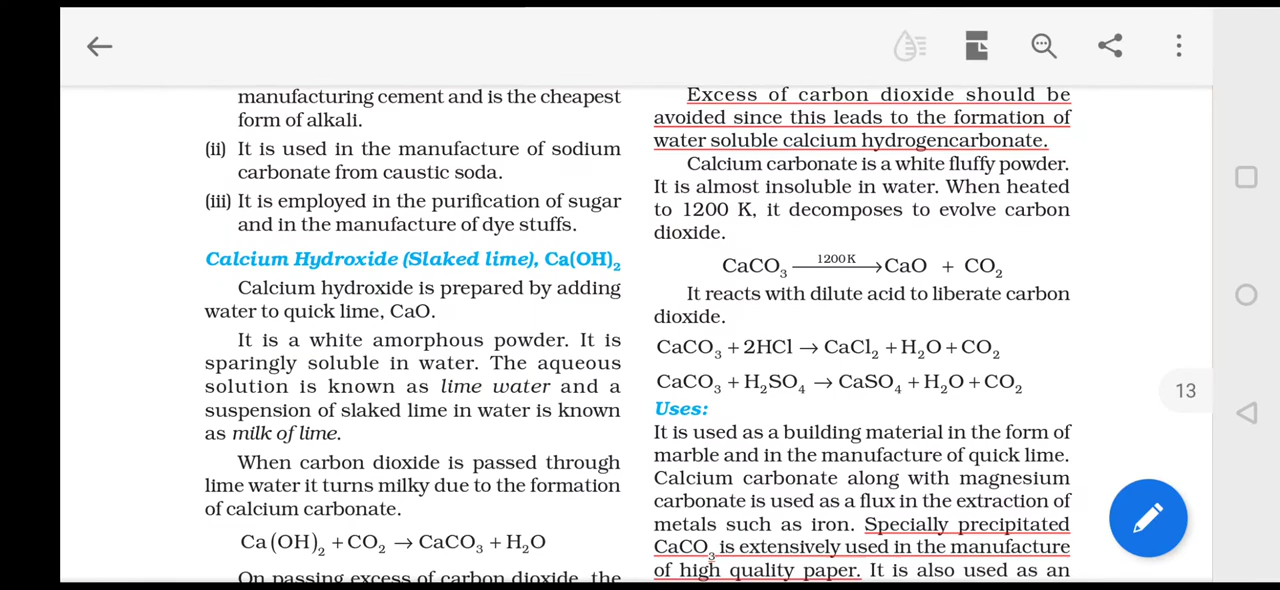 manufacturing cement and is the cheapest
form of alkali.
(ii) It is used in the manufacture of sodium
carbonate from caustic soda.
(iii) It is employed in the purification of sugar
and in the manufacture of dye stuffs.
Calcium Hydroxide (Slaked lime), Ca(OH)₂
Calcium hydroxide is prepared by adding
water to quick lime, CaO.
It is a white amorphous powder. It is
sparingly soluble in water. The aqueous
solution is known as lime water and a
suspension of slaked lime in water is known
as milk of lime.
When carbon dioxide is passed through
lime water it turns milky due to the formation
of calcium carbonate.
Ca(OH)₂ + CO₂ → CaCO₃ + H₂O
On passing excess of carbon dioxide, the
Excess of carbon dioxide should be
avoided since this leads to the formation of
water soluble calcium hydrogencarbonate.
Calcium carbonate is a white fluffy powder.
It is almost insoluble in water. When heated
to 1200 K, it decomposes to evolve carbon
dioxide.
CaCO₃ 1200 K → CaO + CO₂
It reacts with dilute acid to liberate carbon
dioxide.
CaCO₃ + 2HCl → CaCl₂ + H₂O + CO₂
CaCO₃ + H₂SO₄ → CaSO₄ + H₂O + CO₂
Uses:
It is used as a building material in the form of
marble and in the manufacture of quick lime.
Calcium carbonate along with magnesium
carbonate is used as a flux in the extraction of
metals such as iron. Specially precipitated
CaCO₃ is extensively used in the manufacture
of high quality paper. It is also used as an
13